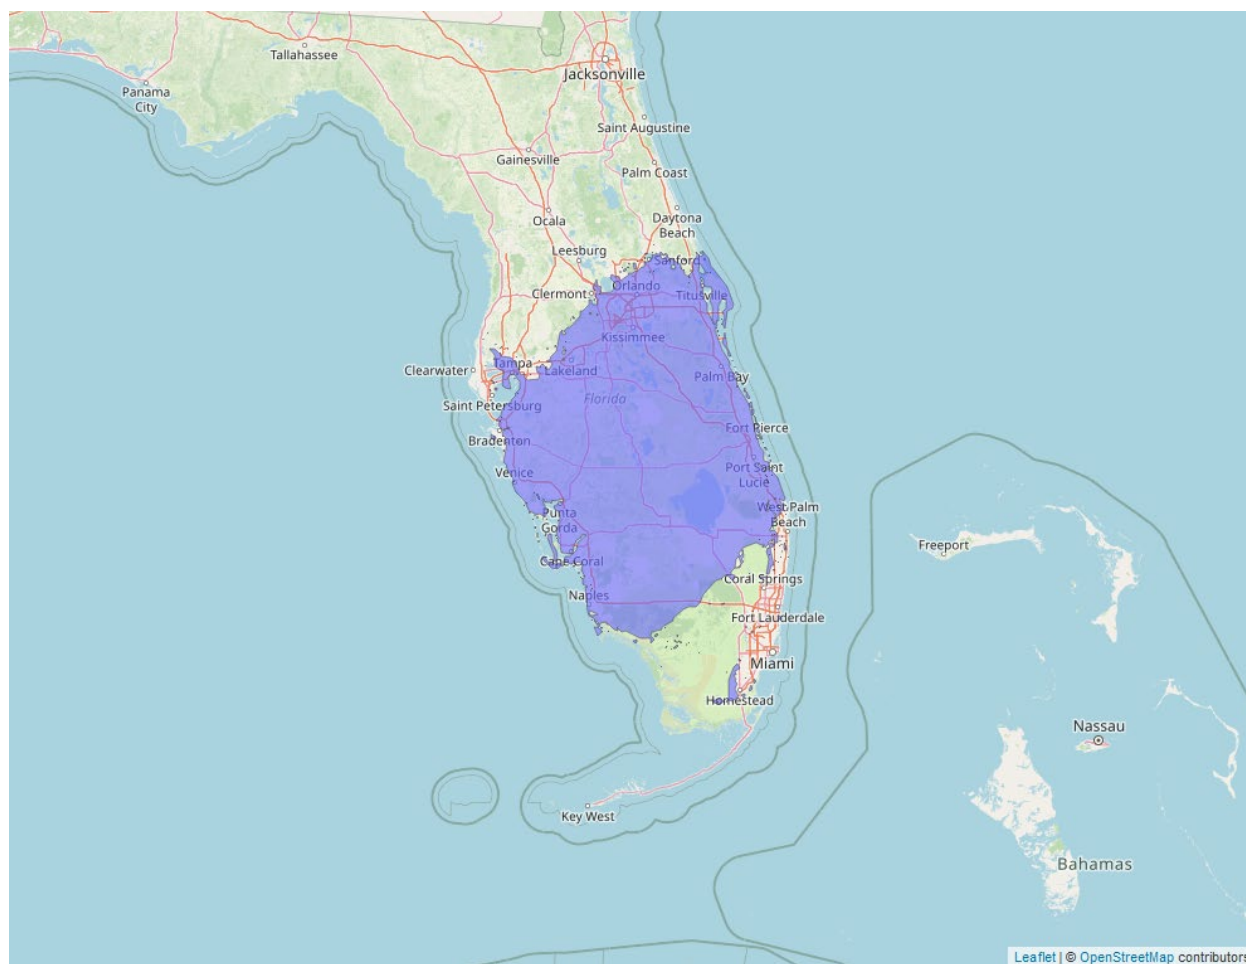 Tallahassee
Jacksonville
Panama
City
Saint Augustine
Gainesville
Palm Coast
Ocala
Daytona
Beach
Leesburg
Sanford
Orlando
Clermont
Titusville
Kissimmee
Tampa
Clearwater
Lakeland
Palm Bay
Florida
Saint Petersburg
Fort Pierce
Bradenton
Venice
Port Saint
Lucie
West Palm
Beach
Punta
Gorda
Freeport
Cape Coral
Coral Springs
Naples
Fort Lauderdale
Miami
Homestead
Nassau
Key West
Bahamas
Leaflet | © OpenStreetMap contributors